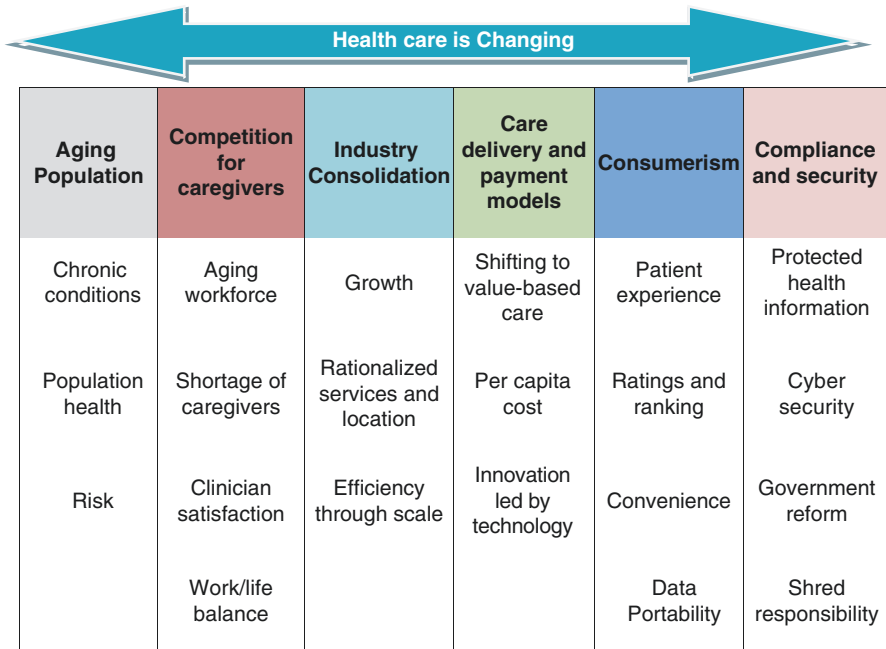 Health care is Changing
Aging
Population
Competition
for
caregivers
Industry
Consolidation
Care
delivery and
payment
models
Consumerism
Compliance
and security
Chronic
conditions
Aging
workforce
Growth
Shifting to
value-based
care
Patient
experience
Protected
health
information
Population
health
Shortage of
caregivers
Rationalized
services and
location
Per capita
cost
Ratings and
ranking
Cyber
security
Risk
Clinician
satisfaction
Efficiency
through scale
Innovation
led by
technology
Convenience
Government
reform
Work/life
balance
Data
Portability
Shred
responsibility